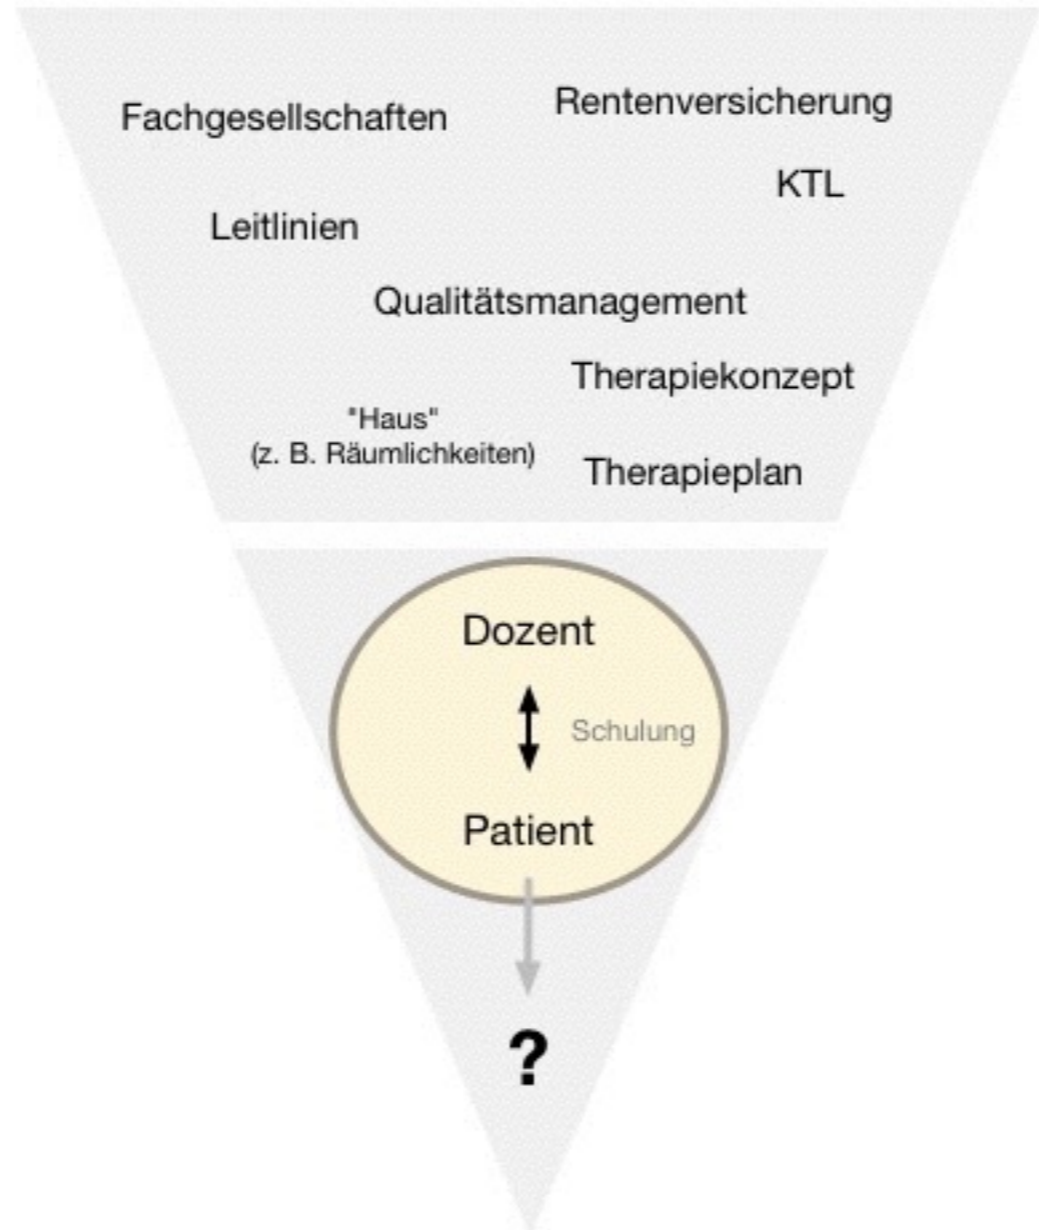 Fachgesellschaften
Rentenversicherung
KTL
Leitlinien
Qualitätsmanagement
Therapiekonzept
"Haus"
(z. B. Räumlichkeiten)
Therapieplan
Dozent
Schulung
Patient
?